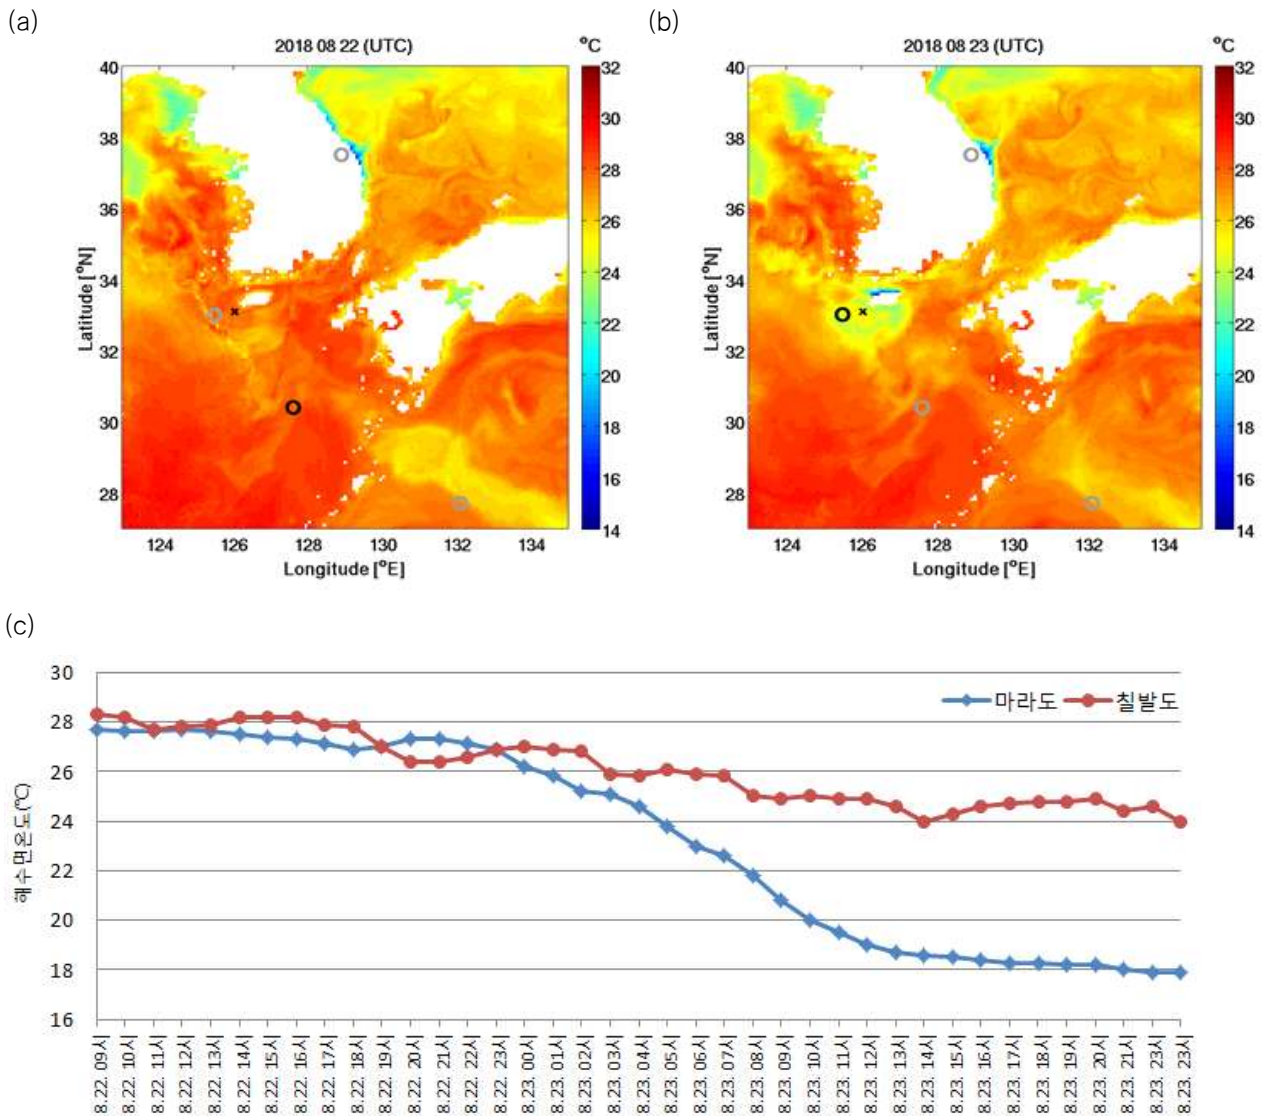 (a)
2018 08 22 (UTC)
°C
40
38
36
34
32
30
28
Latitude [°N]
124
126
128
130
132
134
Longitude [°E]
32
30
28
26
24
22
20
18
16
14
(b)
2018 08 23 (UTC)
°C
40
38
36
34
32
30
28
Latitude [°N]
124
126
128
130
132
134
Longitude [°E]
32
30
28
26
24
22
20
18
16
14
(c)
30
28
26
24
22
20
18
16
해수면온도(℃)
마라도
칠발도
8.22. 09시
8.22. 10시
8.22. 11시
8.22. 12시
8.22. 13시
8.22. 14시
8.22. 15시
8.22. 16시
8.22. 17시
8.22. 18시
8.22. 19시
8.22. 20시
8.22. 21시
8.22. 22시
8.22. 23시
8.23. 00시
8.23. 01시
8.23. 02시
8.23. 03시
8.23. 04시
8.23. 05시
8.23. 06시
8.23. 07시
8.23. 08시
8.23. 09시
8.23. 10시
8.23. 11시
8.23. 12시
8.23. 13시
8.23. 14시
8.23. 15시
8.23. 16시
8.23. 17시
8.23. 18시
8.23. 19시
8.23. 20시
8.23. 21시
8.23. 23시
8.23. 23시